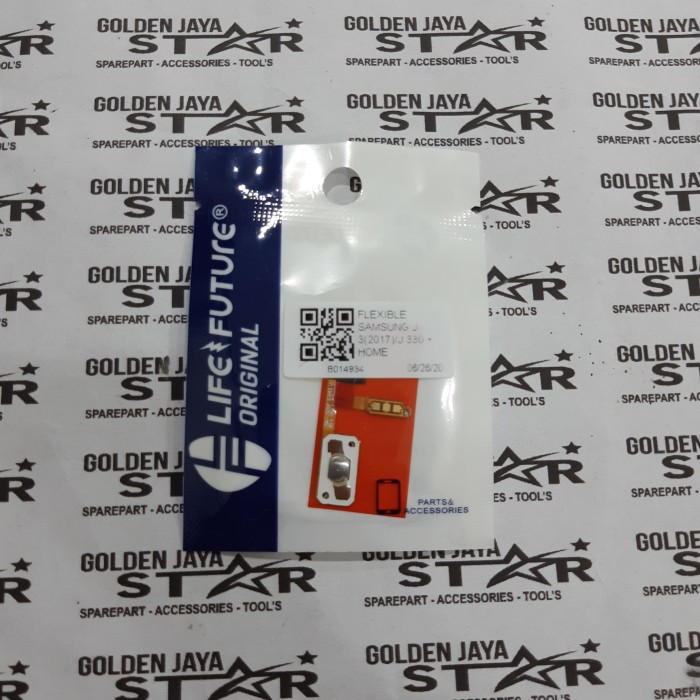 GOLDEN JAYA
STAR
SPAREPART - ACCESSORIES - TOOL'S
G
LIFE FUTURE®
ORIGINAL
FLEXIBLE
SAMSUNG J
3(2017)/J 330 +
HOME
B014934
06/26/20
PARTS &
ACCESSORIES